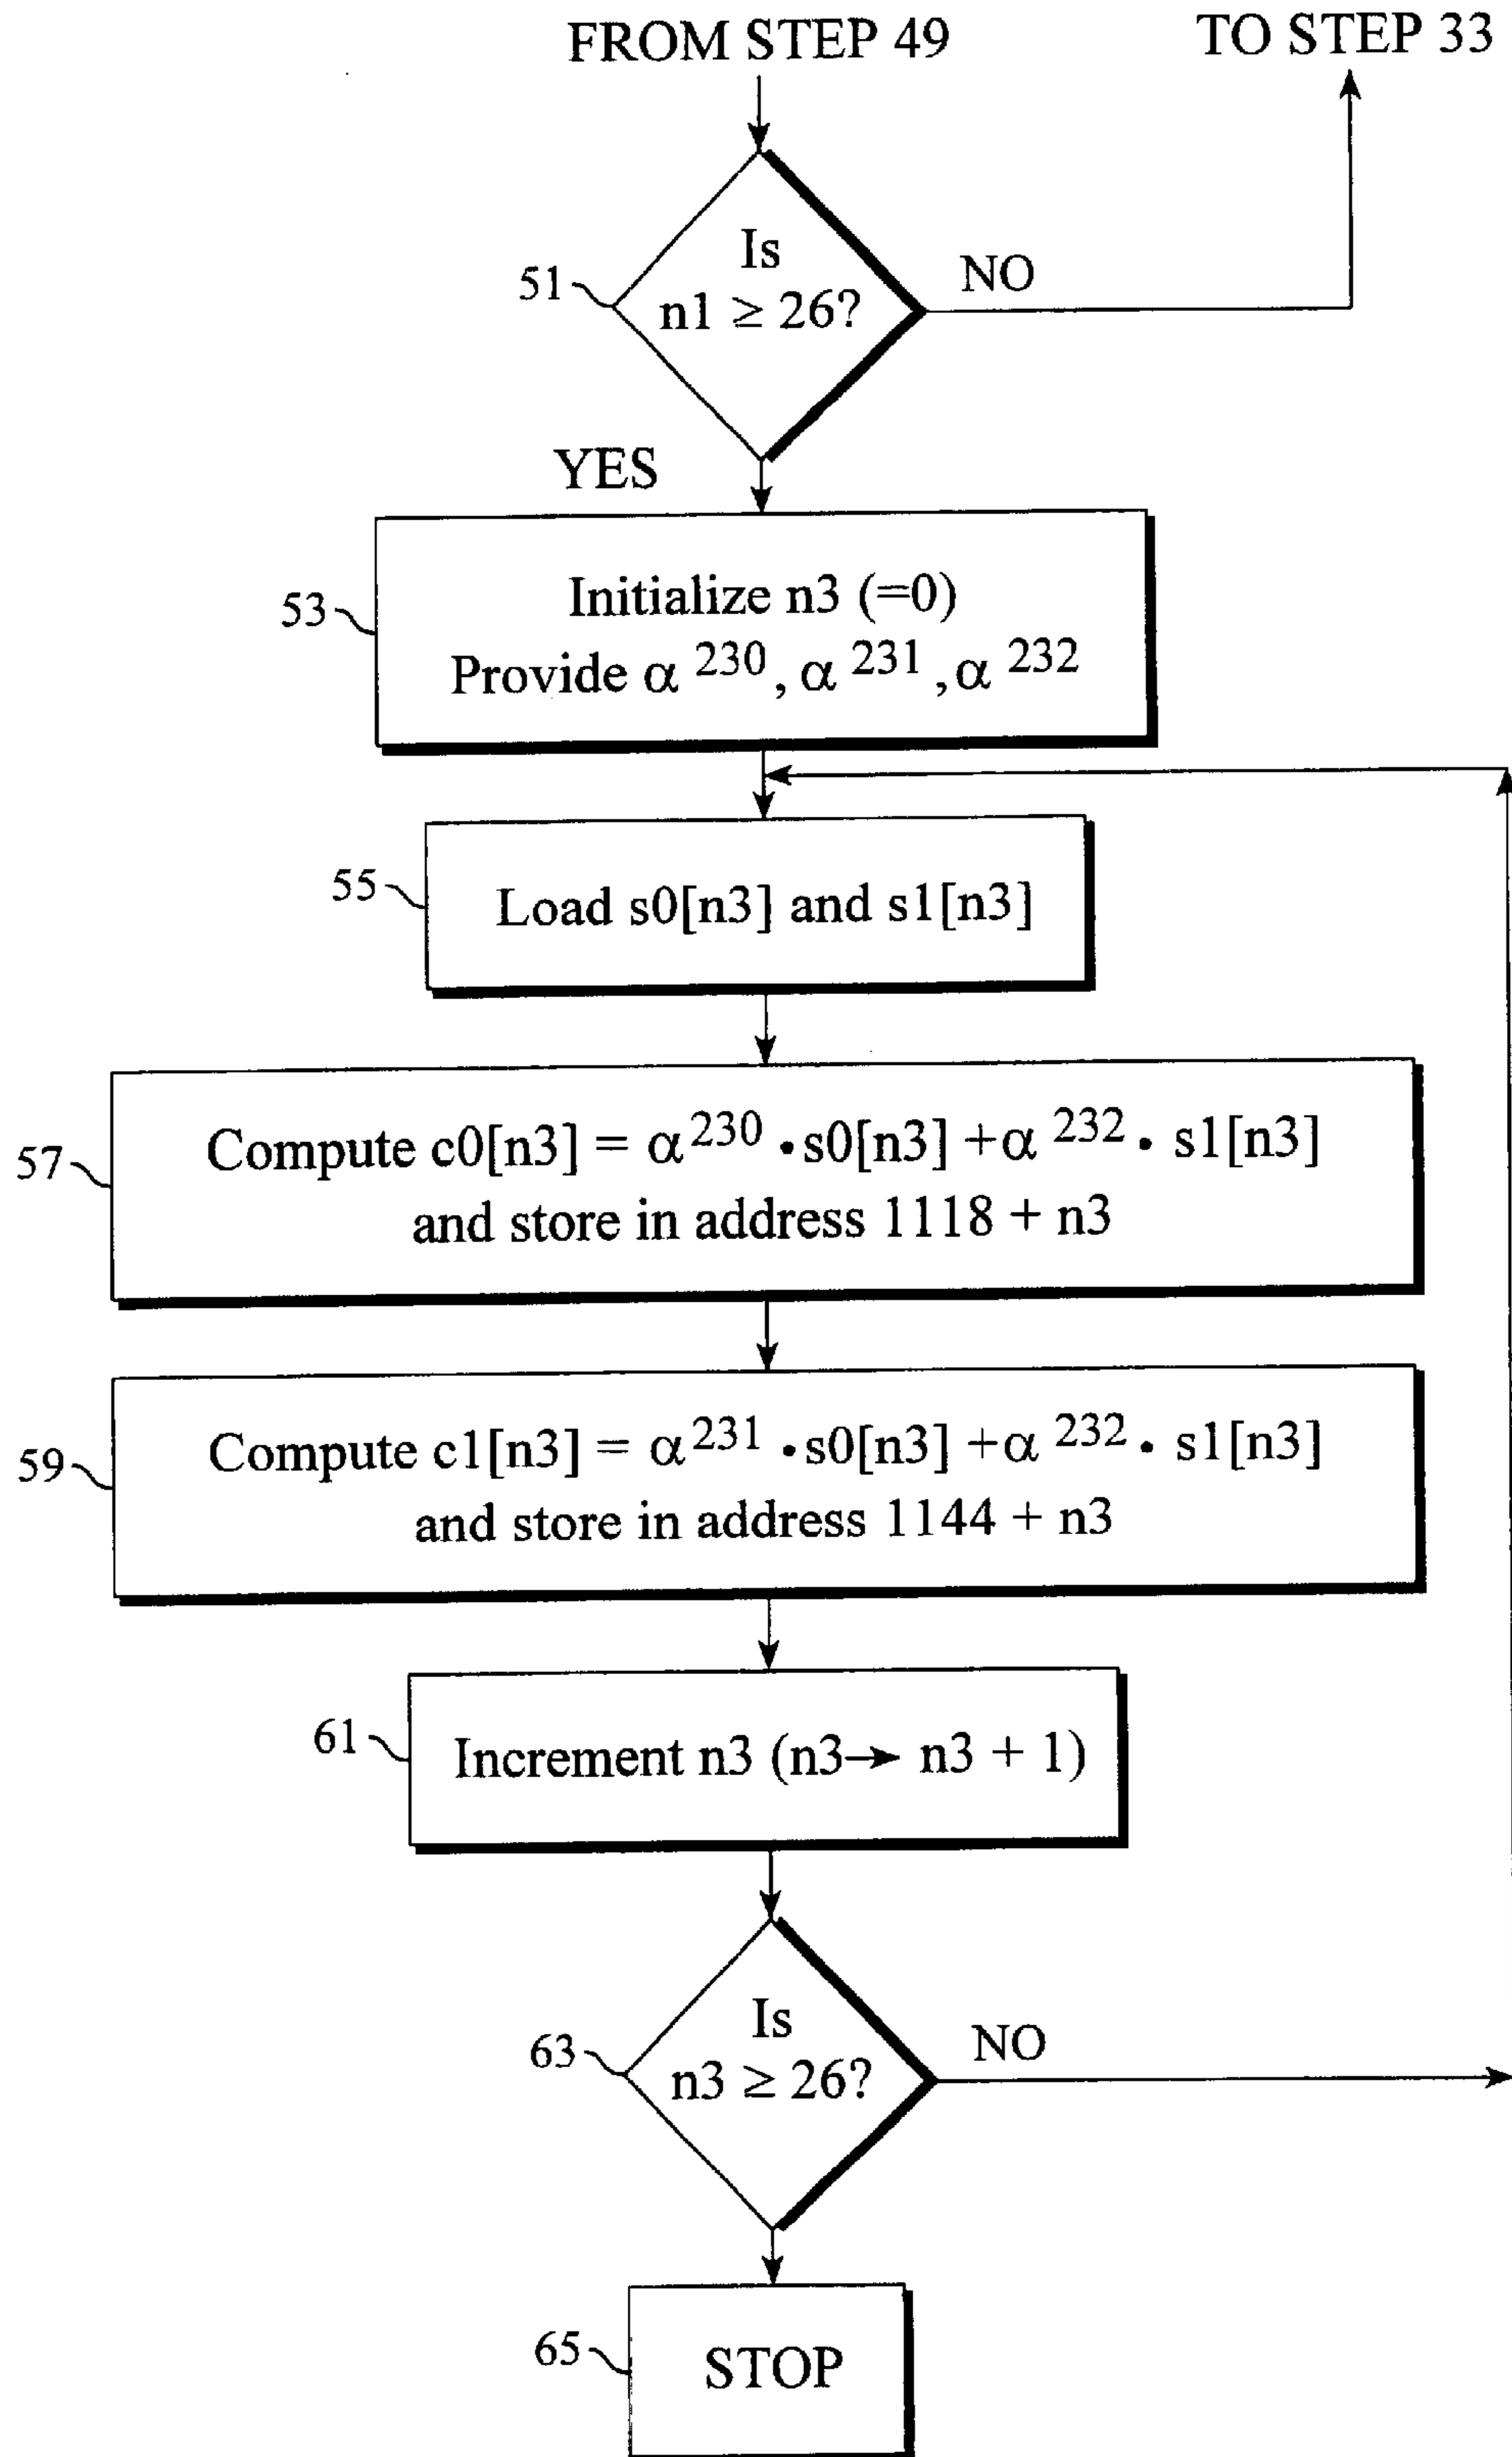 FROM STEP 49
TO STEP 33
51
Is
n1 ≥ 26?
NO
YES
53
Initialize n3 (=0)
Provide α 230, α 231, α 232
55
Load s0[n3] and s1[n3]
57
Compute c0[n3] = α230 •s0[n3] +α 232• s1[n3]
and store in address 1118 + n3
59
Compute c1[n3] = α231 •s0[n3] +α 232• s1[n3]
and store in address 1144 + n3
61
Increment n3 (n3→ n3 + 1)
63
Is
n3 ≥ 26?
NO
65
STOP